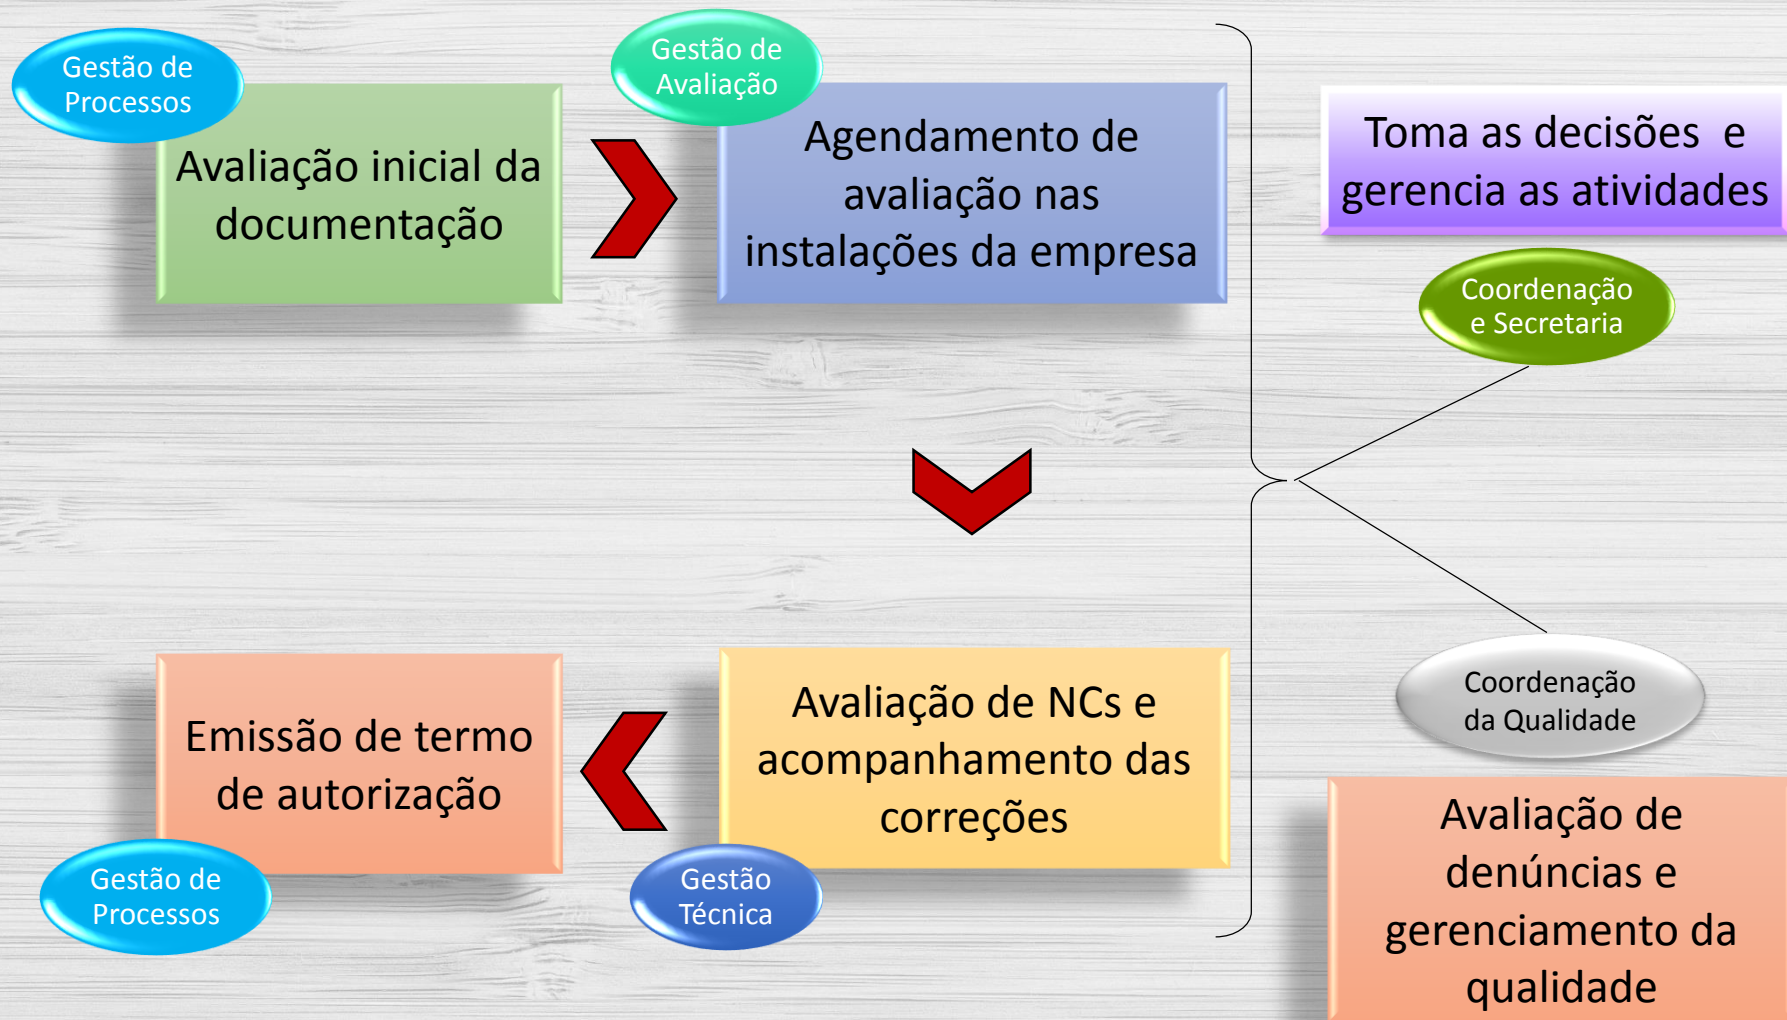 Gestão de
Processos
Avaliação inicial da
documentação
Gestão de
Avaliação
Agendamento de
avaliação nas
instalações da empresa
Toma as decisões e
gerencia as atividades
Coordenação
e Secretaria
Emissão de termo
de autorização
Gestão de
Processos
Avaliação de NCs e
acompanhamento das
correções
Gestão
Técnica
Coordenação
da Qualidade
Avaliação de
denúncias e
gerenciamento da
qualidade